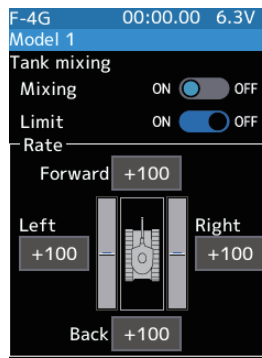 F-4G 00:00.00 6.3V
Model 1
Tank mixing
Mixing ON OFF
Limit ON OFF
Rate
Forward +100
Left Right
+100 +100
Back +100